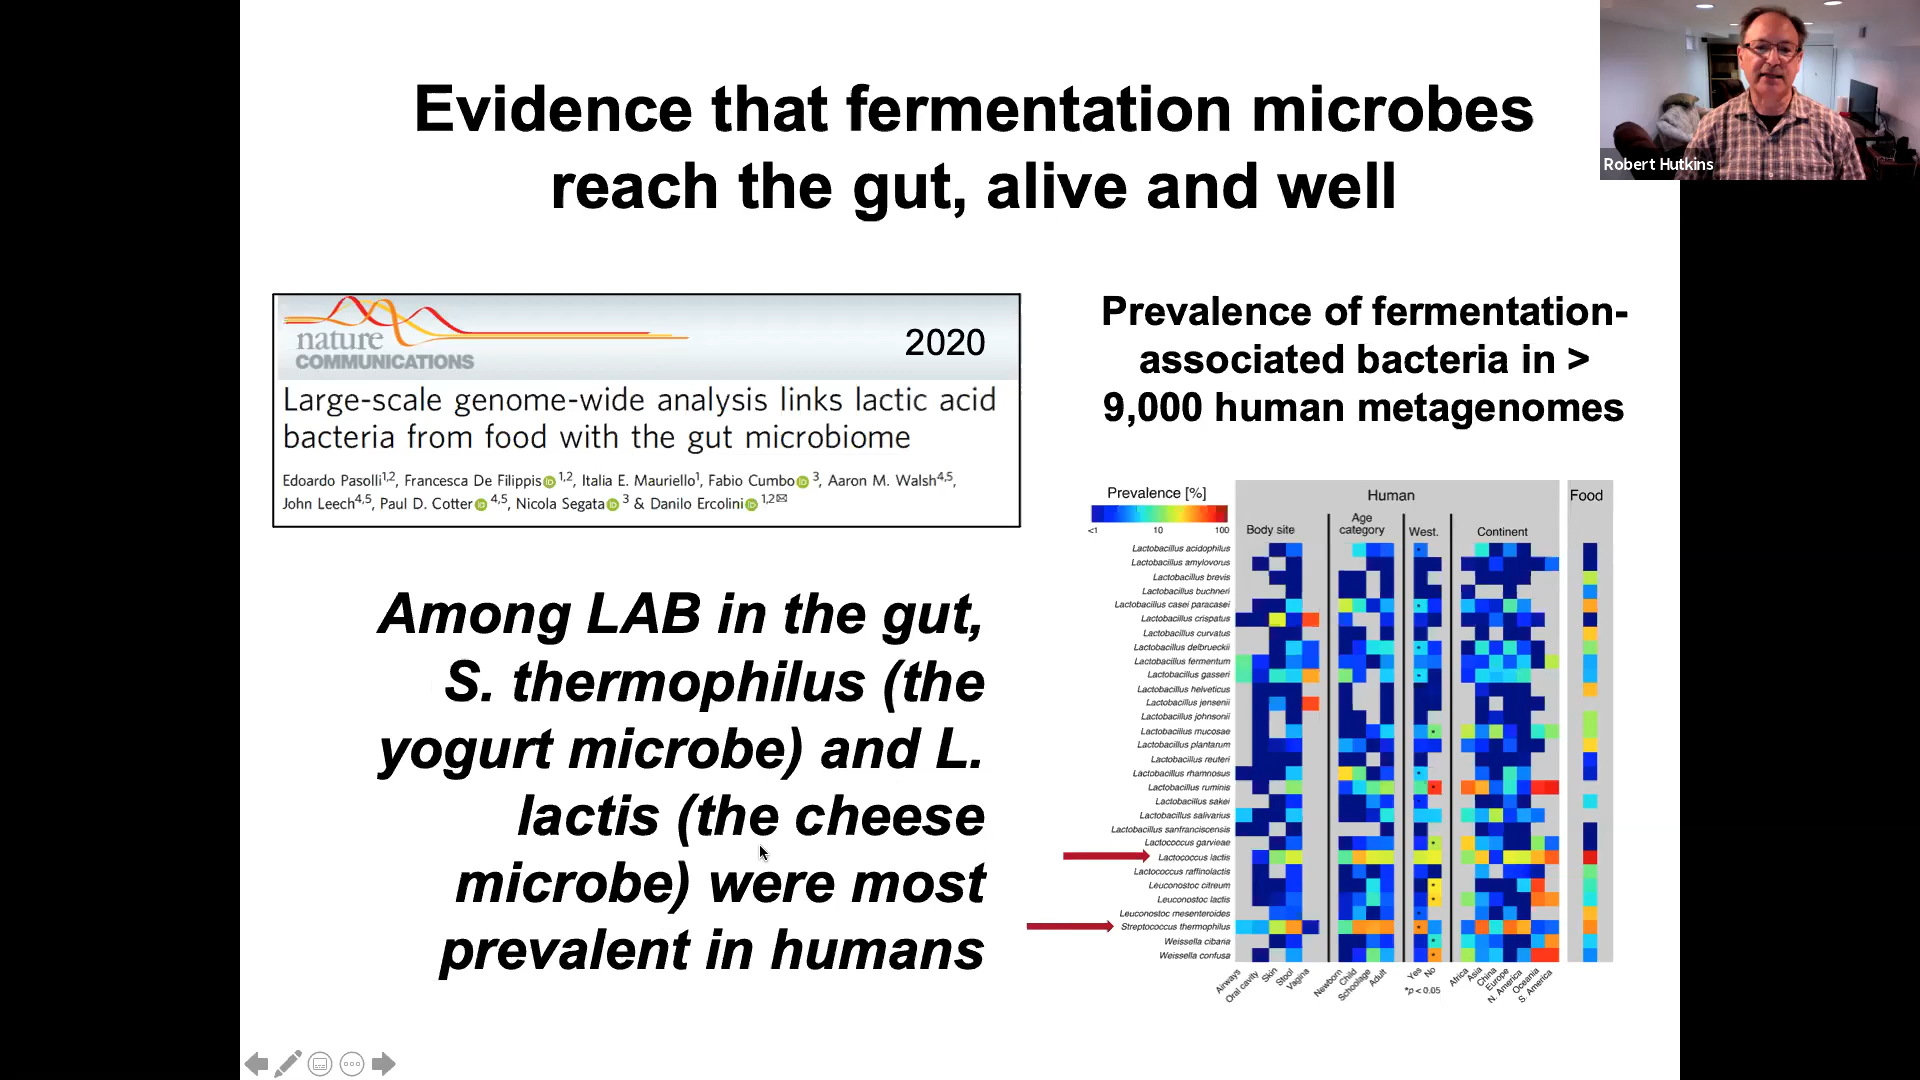 Evidence that fermentation microbes
reach the gut, alive and well
Robert Hutkins
nature
COMMUNICATIONS
2020
Large-scale genome-wide analysis links lactic acid
bacteria from food with the gut microbiome
Edoardo Pasolli1,2, Francesca De Filippis 1,2, Italia E. Mauriello1, Fabio Cumbo 3, Aaron M. Walsh4,5,
John Leech4,5, Paul D. Cotter 4,5, Nicola Segata 3 & Danilo Ercolini 1,2✉
Among LAB in the gut,
S. thermophilus (the
yogurt microbe) and L.
lactis (the cheese
microbe) were most
prevalent in humans
Prevalence of fermentation-
associated bacteria in >
9,000 human metagenomes
Prevalence [%]
<1 10 100
Human
Food
Body site
Age
category
West.
Continent
Lactobacillus acidophilus
Lactobacillus amylovorus
Lactobacillus brevis
Lactobacillus buchneri
Lactobacillus casei paracasei
Lactobacillus crispatus
Lactobacillus curvatus
Lactobacillus delbrueckii
Lactobacillus fermentum
Lactobacillus gasseri
Lactobacillus helveticus
Lactobacillus jensenii
Lactobacillus johnsonii
Lactobacillus mucosae
Lactobacillus plantarum
Lactobacillus reuteri
Lactobacillus rhamnosus
Lactobacillus ruminis
Lactobacillus sakei
Lactobacillus salivarius
Lactobacillus sanfranciscensis
Lactococcus garvieae
Lactococcus lactis
Lactococcus raffinolactis
Leuconostoc citreum
Leuconostoc lactis
Leuconostoc mesenteroides
Streptococcus thermophilus
Weissella cibaria
Weissella confusa
Airways
Oral cavity
Skin
Stool
Vagina
Newborn
Child
Schoolage
Adult
Yes
No
Africa
Asia
China
Europe
N. America
Oceania
S. America
*p < 0.05